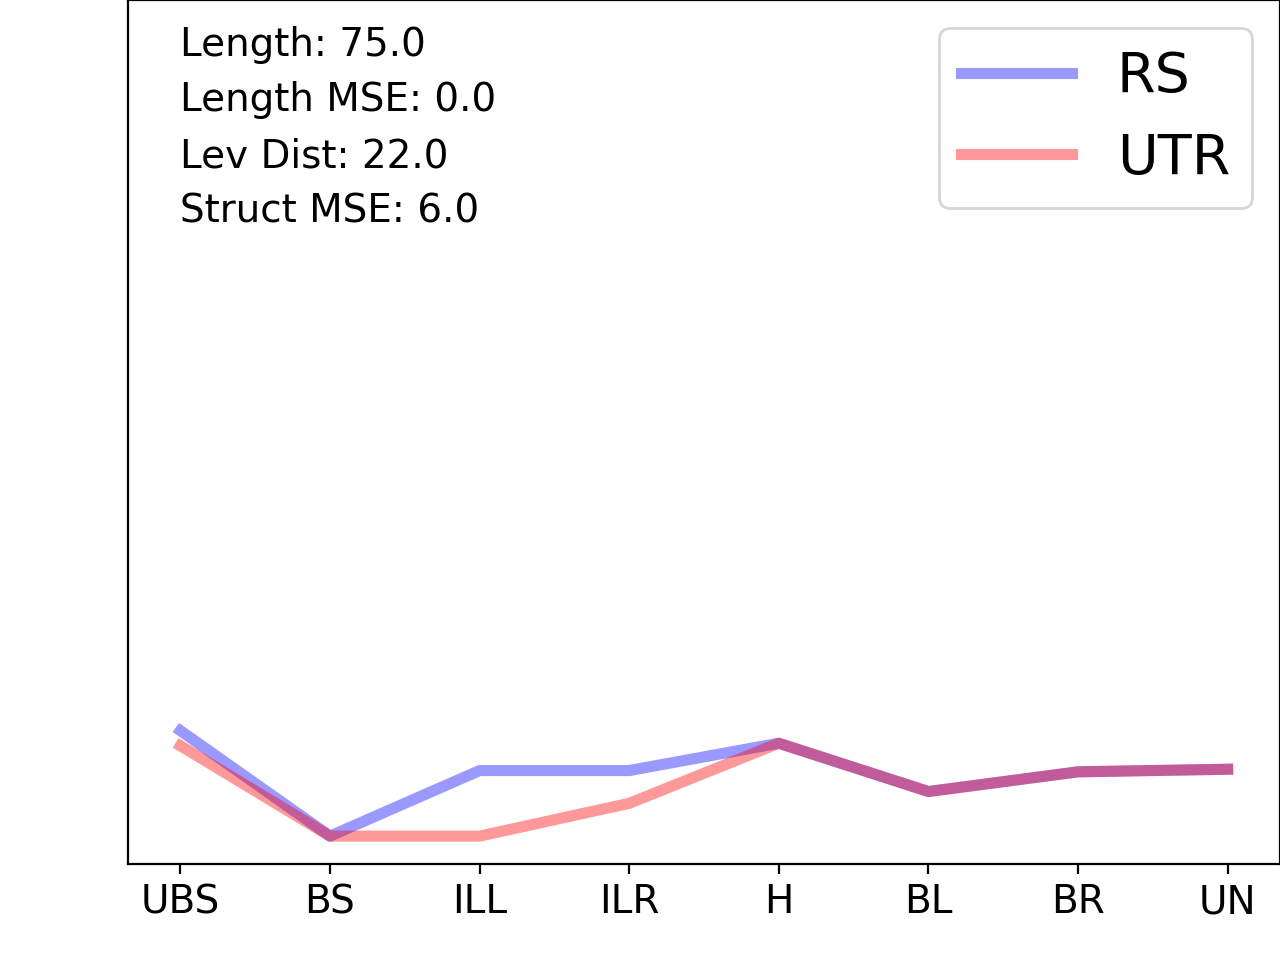 Length: 75.0
Length MSE: 0.0
Lev Dist: 22.0
Struct MSE: 6.0
RS
UTR
UBS BS ILL ILR H BL BR UN